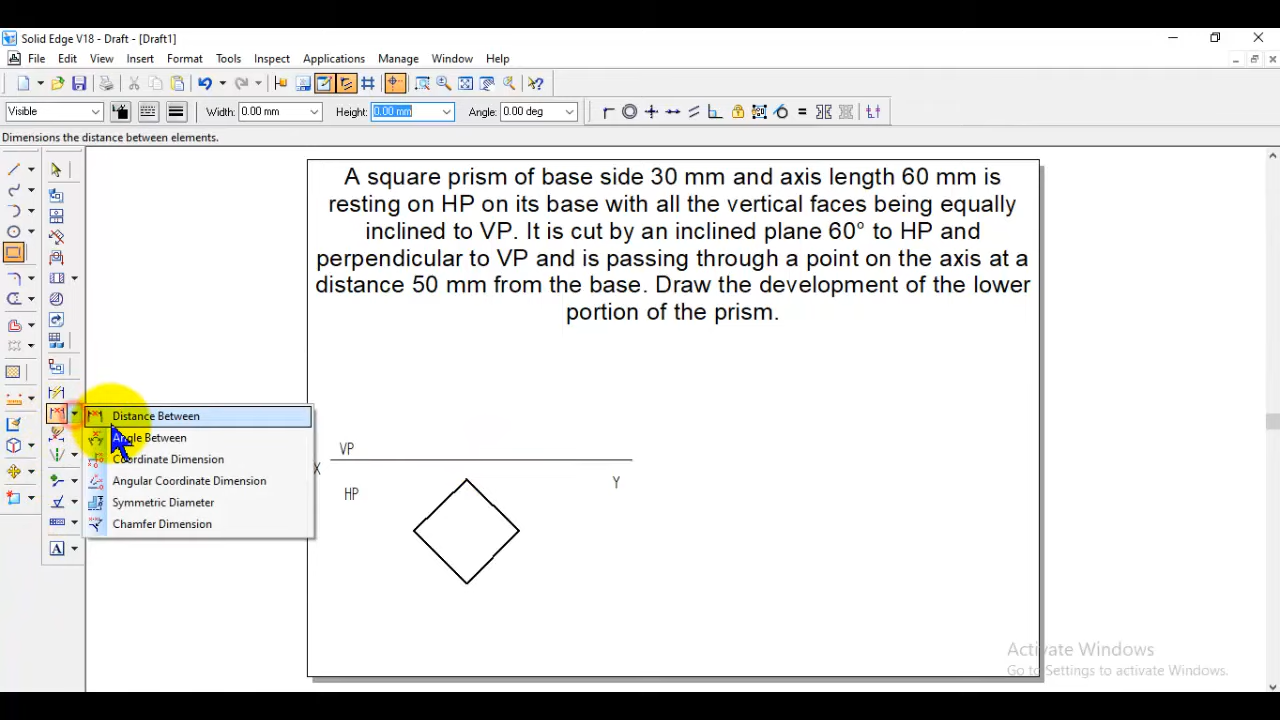 Solid Edge V18 - Draft - [Draft1]
File Edit View Insert Format Tools Inspect Applications Manage Window Help
Visible Width: 0.00 mm Height: 0.00 mm Angle: 0.00 deg
Dimensions the distance between elements.
A square prism of base side 30 mm and axis length 60 mm is
resting on HP on its base with all the vertical faces being equally
inclined to VP. It is cut by an inclined plane 60° to HP and
perpendicular to VP and is passing through a point on the axis at a
distance 50 mm from the base. Draw the development of the lower
portion of the prism.
Distance Between
Angle Between
Coordinate Dimension
Angular Coordinate Dimension
Symmetric Diameter
Chamfer Dimension
VP
X
Y
HP
A
Activate Windows
Go to Settings to activate Windows.